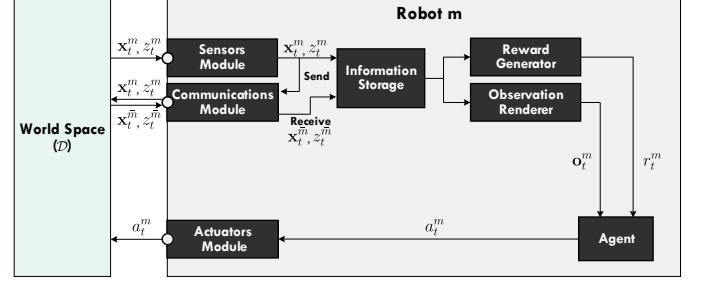 Robot m
x_t^m, z_t^m
Sensors
Module
x_t^m, z_t^m
Send
Information
Storage
Reward
Generator
x_t^m, z_t^m
Communications
Module
x_t^m̄, z_t^m̄
Receive
x_t^m̄, z_t^m̄
Observation
Renderer
World Space
(𝒟)
o_t^m
r_t^m
a_t^m
Actuators
Module
a_t^m
Agent